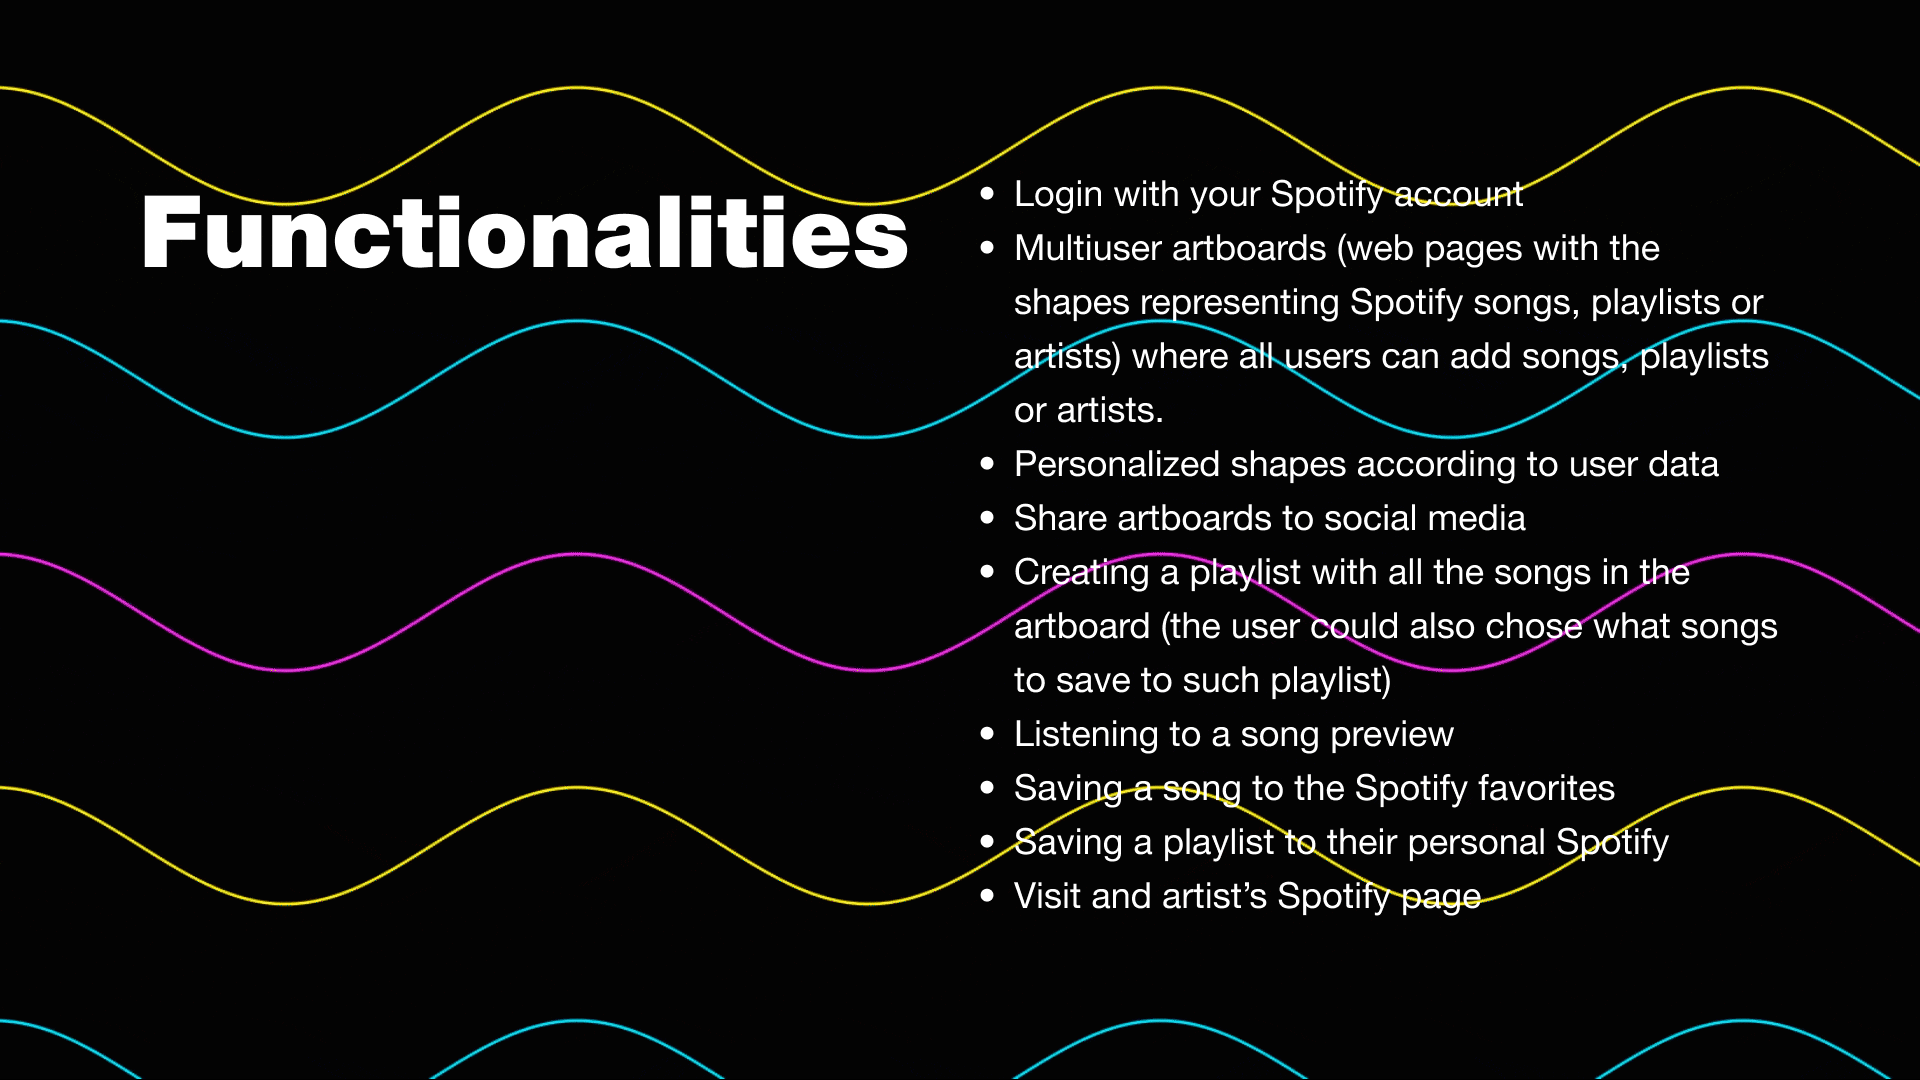 Functionalities
• Login with your Spotify account
• Multiuser artboards (web pages with the
shapes representing Spotify songs, playlists or
artists) where all users can add songs, playlists
or artists.
• Personalized shapes according to user data
• Share artboards to social media
• Creating a playlist with all the songs in the
artboard (the user could also chose what songs
to save to such playlist)
• Listening to a song preview
• Saving a song to the Spotify favorites
• Saving a playlist to their personal Spotify
• Visit and artist’s Spotify page